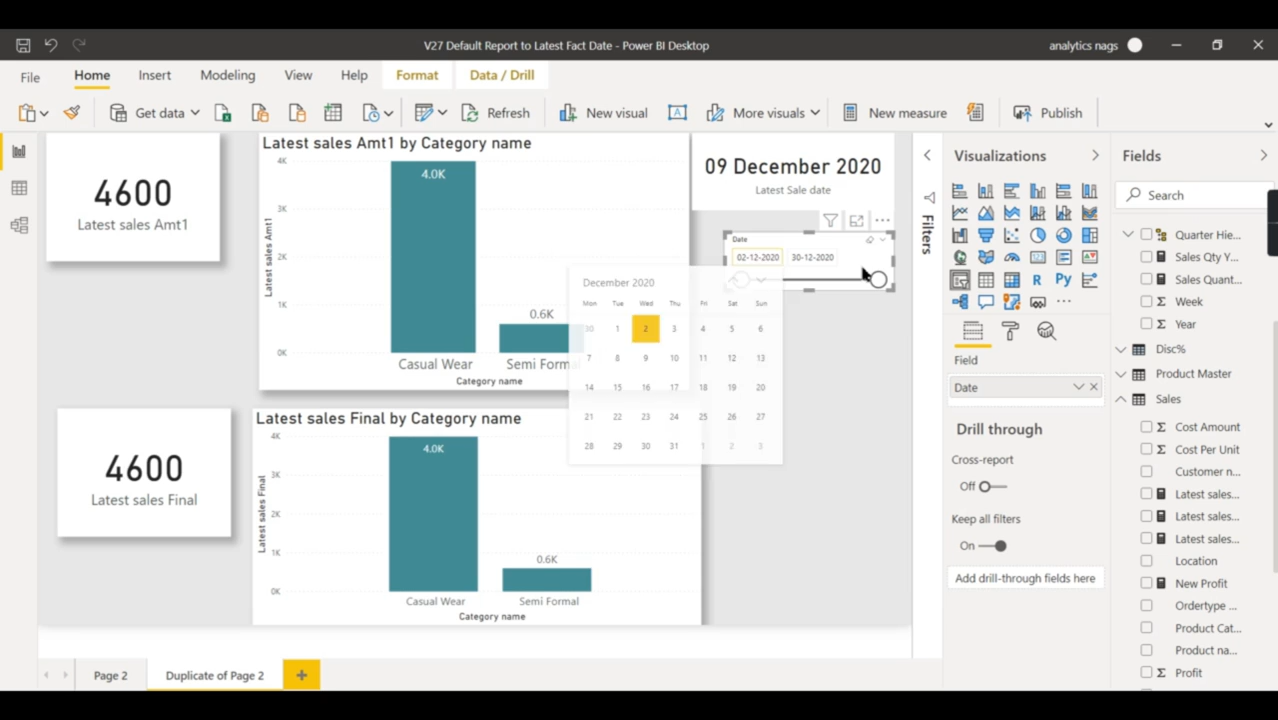 V27 Default Report to Latest Fact Date - Power BI Desktop
analytics nags
File Home Insert Modeling View Help Format Data / Drill
Get data Refresh New visual More visuals New measure Publish
4600
Latest sales Amt1
Latest sales Amt1 by Category name
4K
3K
2K
1K
0K
Latest sales Amt1
4.0K
0.6K
Casual Wear
Semi Form
Category name
09 December 2020
Latest Sale date
Date
02-12-2020 30-12-2020
December 2020
Mon Tue Wed Thu Fri Sat Sun
30 1 2 3 4 5 6
7 8 9 10 11 12 13
14 15 16 17 18 19 20
21 22 23 24 25 26 27
28 29 30 31 1 2 3
4600
Latest sales Final
Latest sales Final by Category name
4K
3K
2K
1K
0K
Latest sales Final
4.0K
0.6K
Casual Wear Semi Formal
Category name
Page 2 Duplicate of Page 2
Filters
Visualizations
R Py
Field
Date
Drill through
Cross-report
Off
Keep all filters
On
Add drill-through fields here
Fields
Search
Quarter Hie...
Sales Qty Y...
Sales Quant...
Week
Year
Disc%
Product Master
Sales
Cost Amount
Cost Per Unit
Customer n...
Latest sales...
Latest sales...
Latest sales...
Location
New Profit
Ordertype ...
Product Cat...
Product na...
Profit